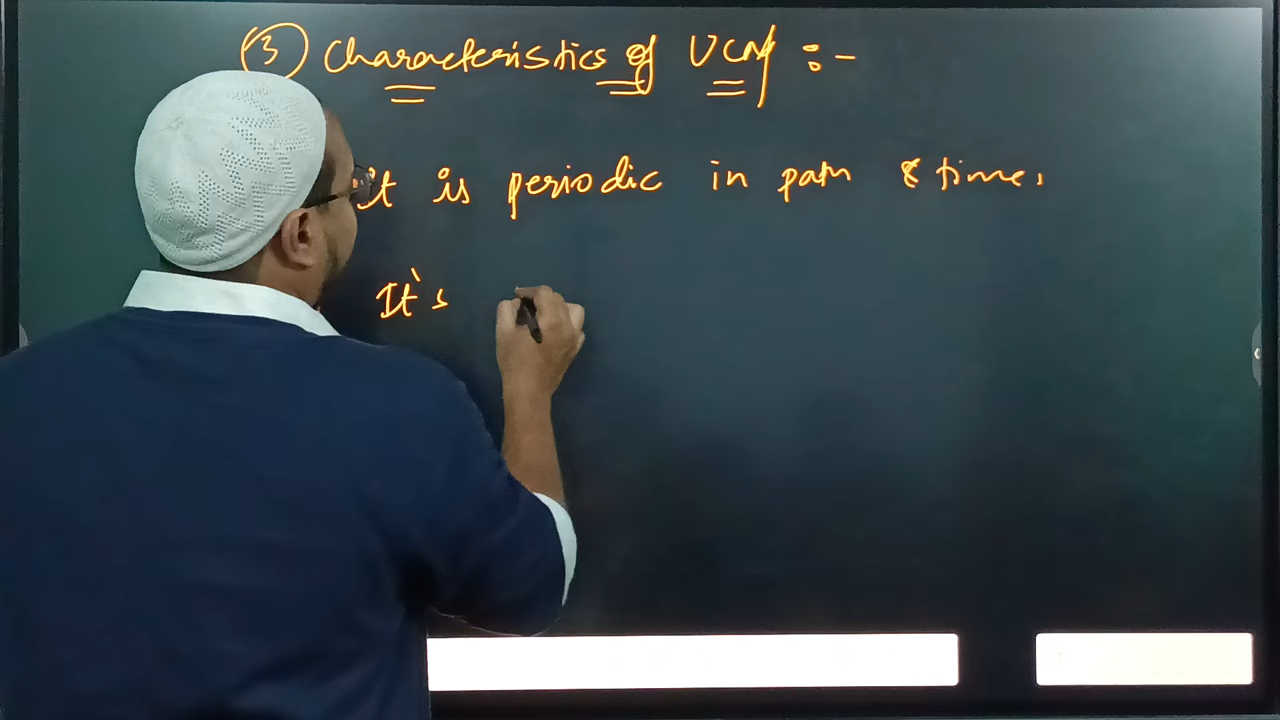 (3) Characteristics of UCM :-
it is periodic in path & time.
It's